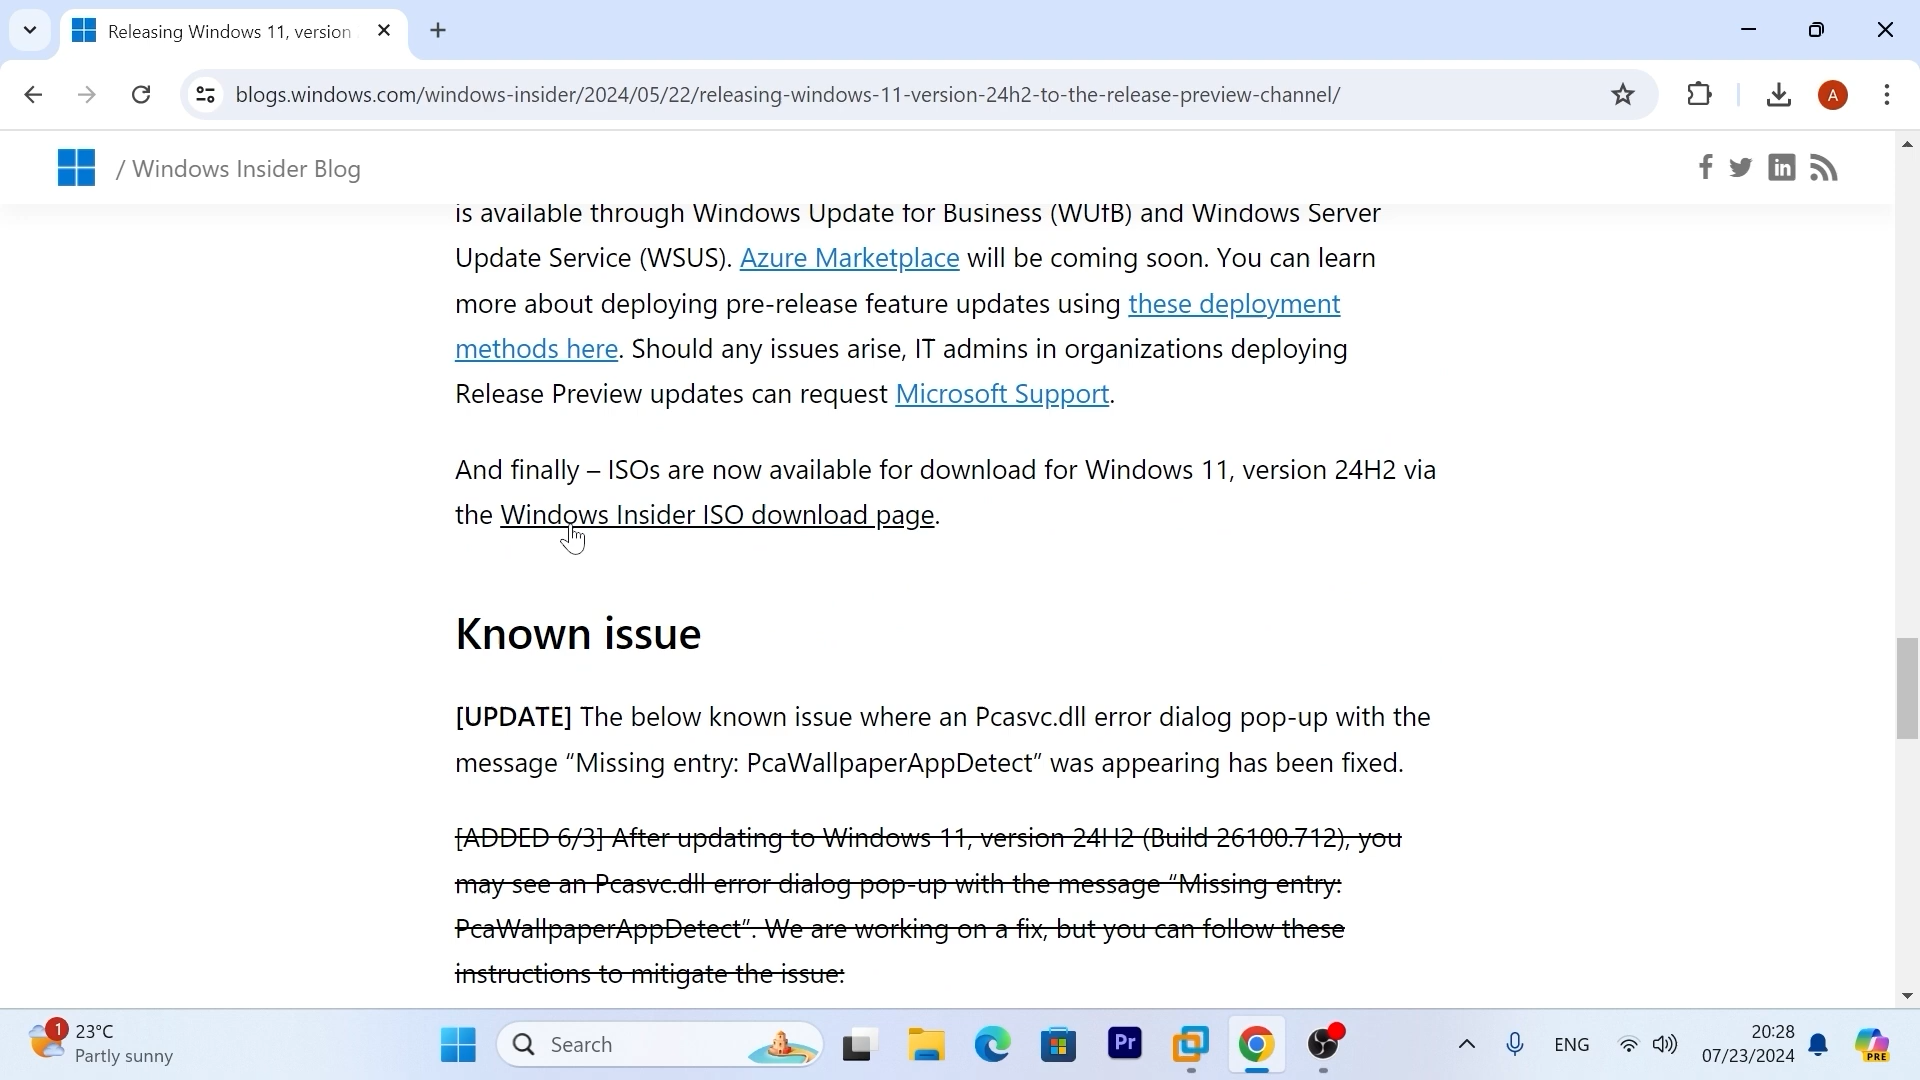 Releasing Windows 11, version
blogs.windows.com/windows-insider/2024/05/22/releasing-windows-11-version-24h2-to-the-release-preview-channel/
A
/ Windows Insider Blog
is available through Windows Update for Business (WUfB) and Windows Server
Update Service (WSUS). Azure Marketplace will be coming soon. You can learn
more about deploying pre-release feature updates using these deployment
methods here. Should any issues arise, IT admins in organizations deploying
Release Preview updates can request Microsoft Support.
And finally – ISOs are now available for download for Windows 11, version 24H2 via
the Windows Insider ISO download page.
Known issue
[UPDATE] The below known issue where an Pcasvc.dll error dialog pop-up with the
message “Missing entry: PcaWallpaperAppDetect” was appearing has been fixed.
[ADDED 6/3] After updating to Windows 11, version 24H2 (Build 26100.712), you
may see an Pcasvc.dll error dialog pop-up with the message “Missing entry:
PcaWallpaperAppDetect”. We are working on a fix, but you can follow these
instructions to mitigate the issue:
1
23°C
Partly sunny
Search
Pr
ENG
20:28
07/23/2024
PRE